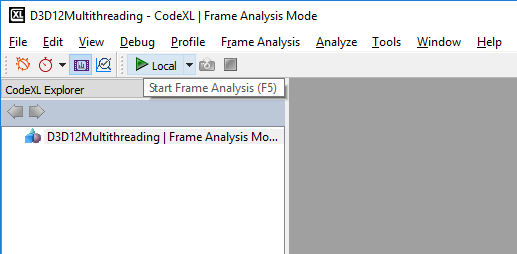 XL D3D12Multithreading - CodeXL | Frame Analysis Mode
File Edit View Debug Profile Frame Analysis Analyze Tools Window Help
Local
Start Frame Analysis (F5)
CodeXL Explorer
D3D12Multithreading | Frame Analysis Mo...